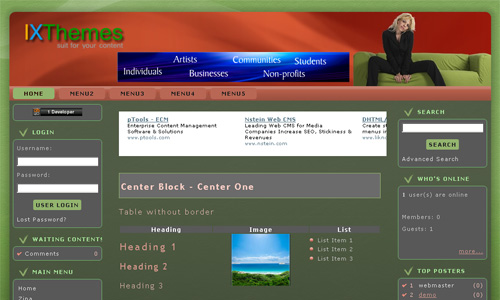 IXThemes
suit for your content
Artists
Communities
Students
Individuals
Businesses
Non-profits
HOME MENU2 MENU3 MENU4 MENU5
1 Developer
LOGIN
Username:
Password:
USER LOGIN
Lost Password?
WAITING CONTENT!
Comments 0
MAIN MENU
Home
pTools - ECM
Enterprise Content Management
Software & Solutions
www.ptools.com
Nstein Web CMS
Leading Web CMS for Media
Companies Increase SEO, Stickiness &
Revenues
www.nstein.com
Create st
menus in
Center Block - Center One
Table without border
Heading Image List
Heading 1
Heading 2
Heading 3
List Item 1
List Item 2
List Item 3
SEARCH
SEARCH
Advanced Search
WHO'S ONLINE
1 user(s) are online
Members: 0
Guests: 1
more...
TOP POSTERS
1 webmaster (0)
2 demo (0)